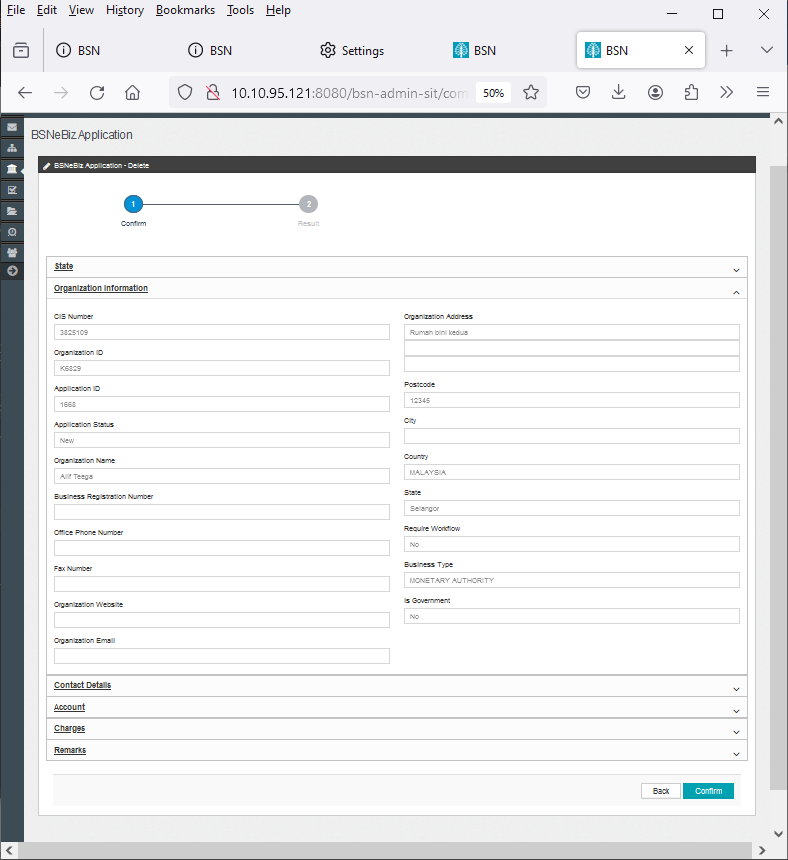 File Edit View History Bookmarks Tools Help
BSN BSN Settings BSN BSN
10.10.95.121:8080/bsn-admin-sit/com 50%
BSNeBiz Application
BSNeBiz Application - Delete
1 2
Confirm Result
State
Organization Information
CIS Number
3825109
Organization ID
K6829
Application ID
1668
Application Status
New
Organization Name
Alif Teega
Business Registration Number
Office Phone Number
Fax Number
Organization Website
Organization Email
Organization Address
Rumah bini kedua
Postcode
12345
City
Country
MALAYSIA
State
Selangor
Require Workflow
No
Business Type
MONETARY AUTHORITY
Is Government
No
Contact Details
Account
Charges
Remarks
Back Confirm